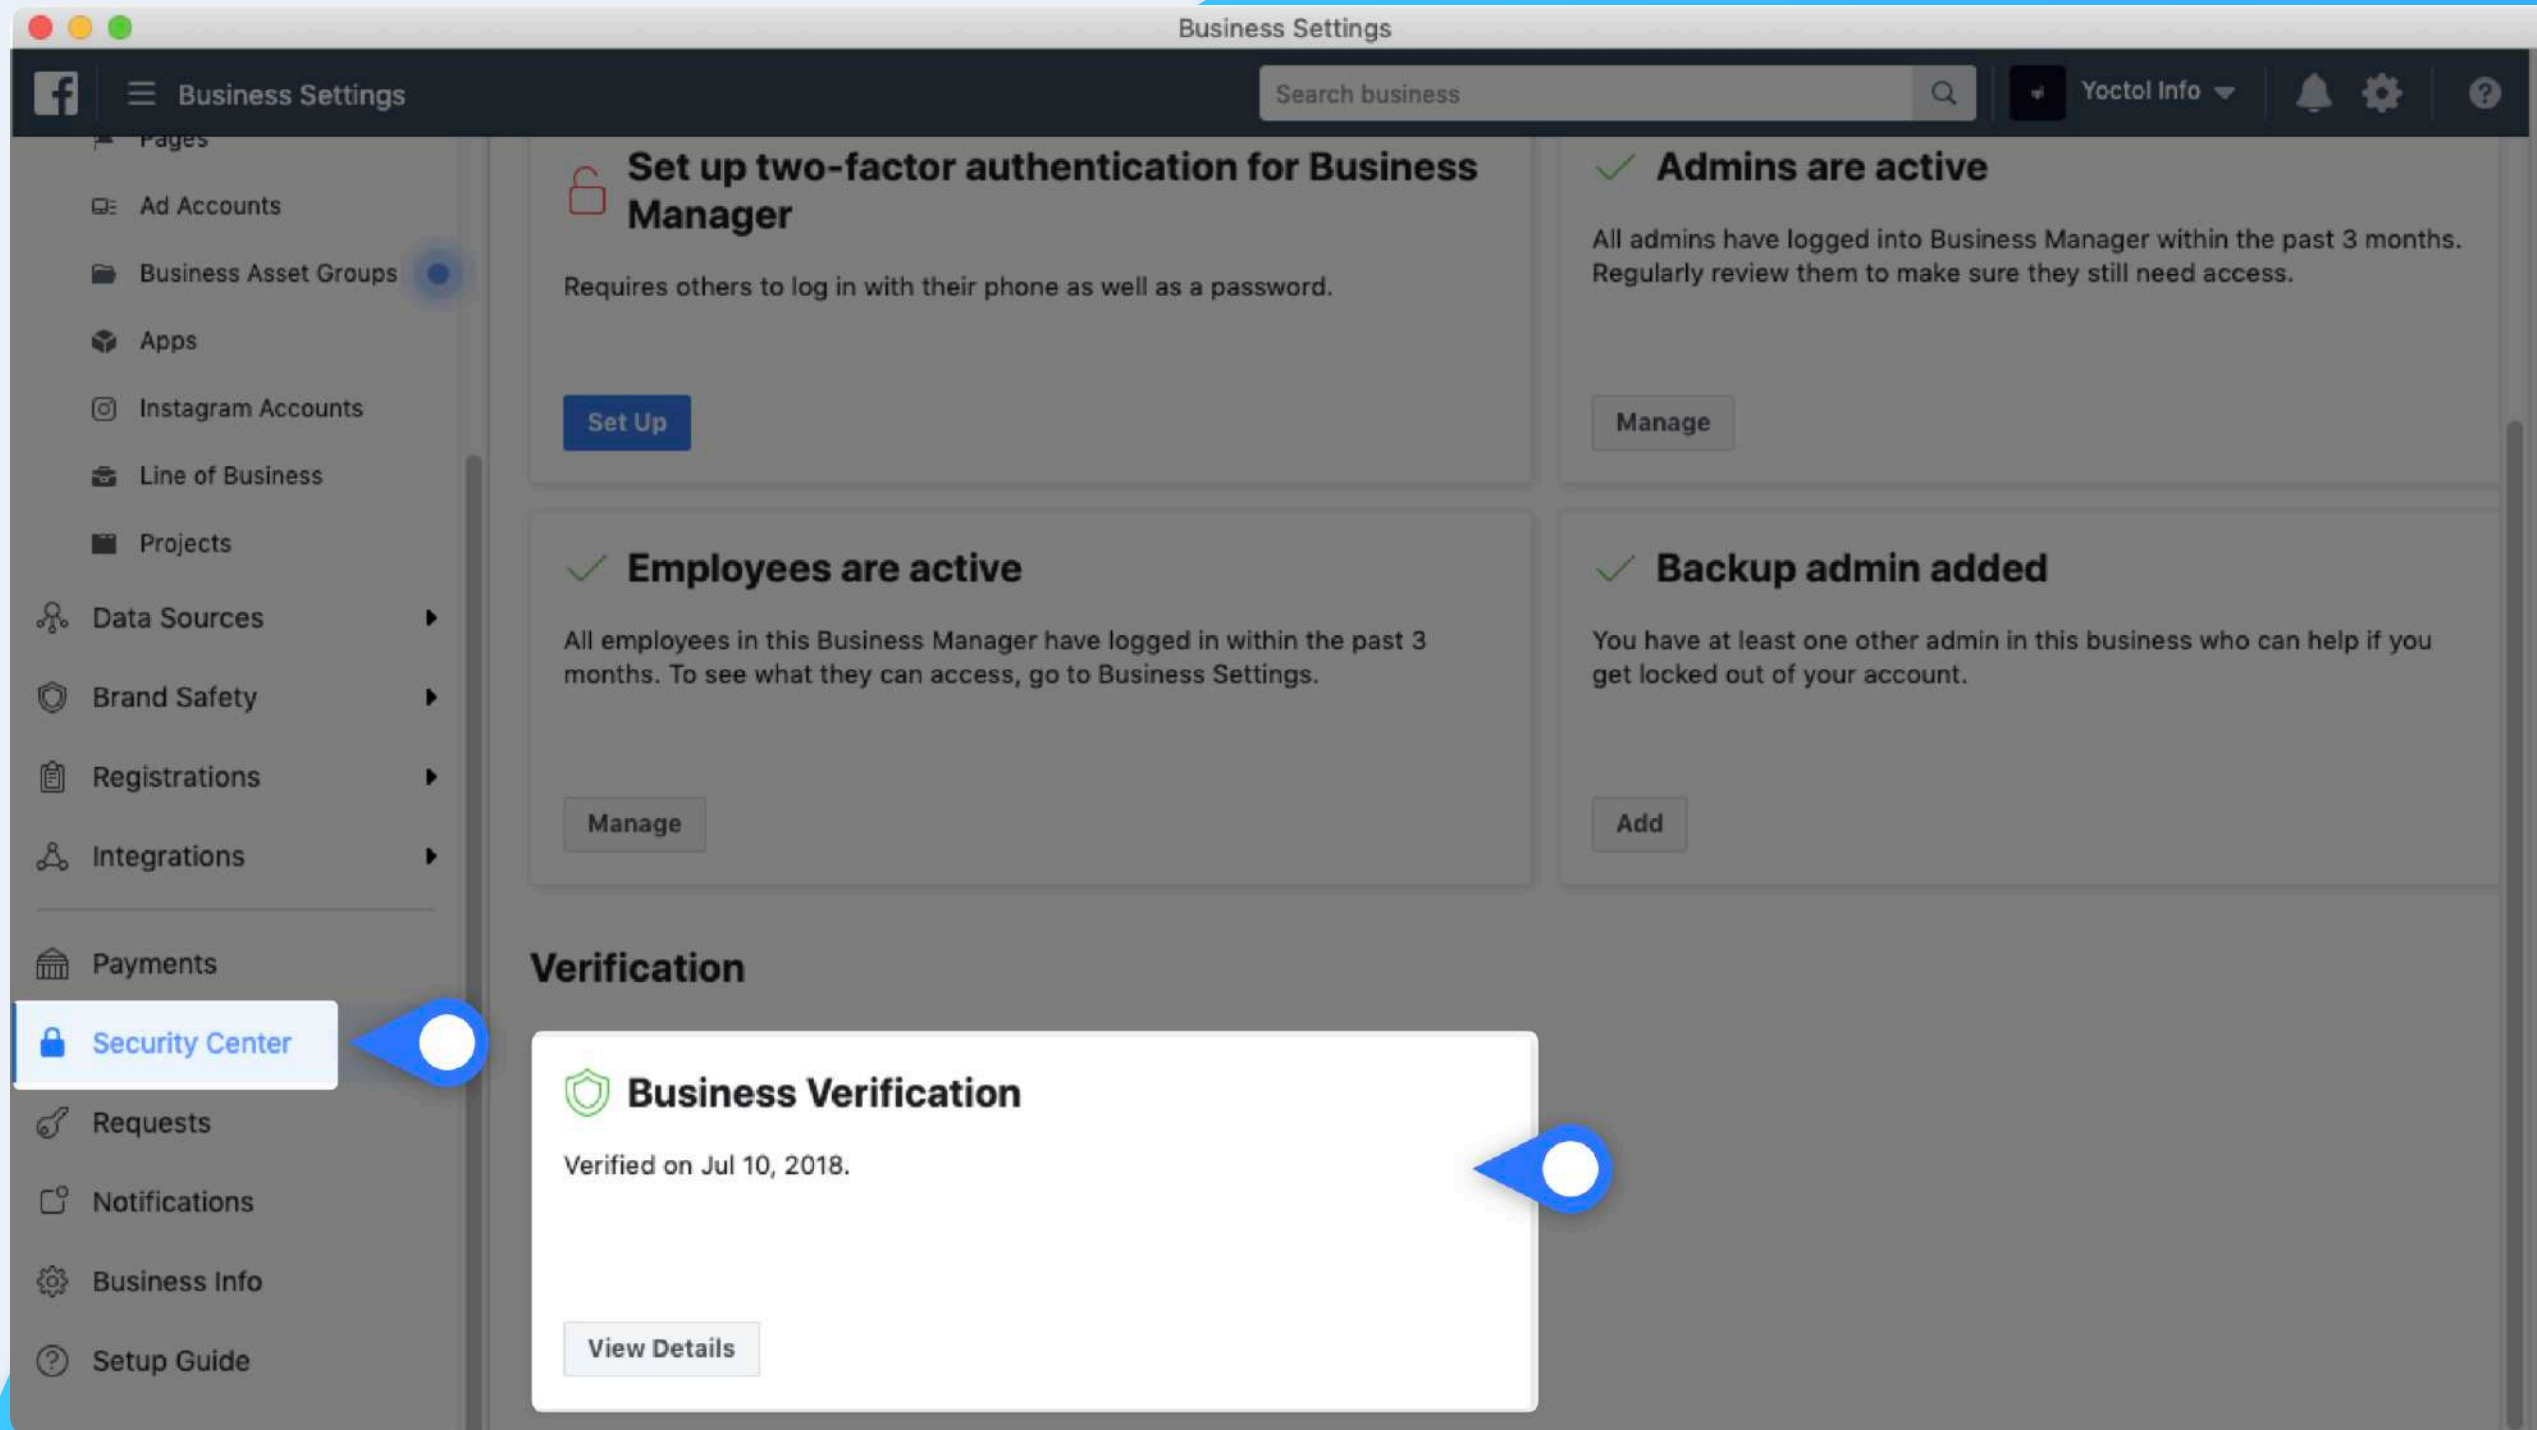 Business Settings
Business Settings
Search business
Yoctol Info
Pages
Ad Accounts
Business Asset Groups
Apps
Instagram Accounts
Line of Business
Projects
Data Sources
Brand Safety
Registrations
Integrations
Payments
Security Center
Requests
Notifications
Business Info
Setup Guide
Set up two-factor authentication for Business
Manager
Requires others to log in with their phone as well as a password.
Set Up
Admins are active
All admins have logged into Business Manager within the past 3 months.
Regularly review them to make sure they still need access.
Manage
Employees are active
All employees in this Business Manager have logged in within the past 3
months. To see what they can access, go to Business Settings.
Manage
Backup admin added
You have at least one other admin in this business who can help if you
get locked out of your account.
Add
Verification
Business Verification
Verified on Jul 10, 2018.
View Details